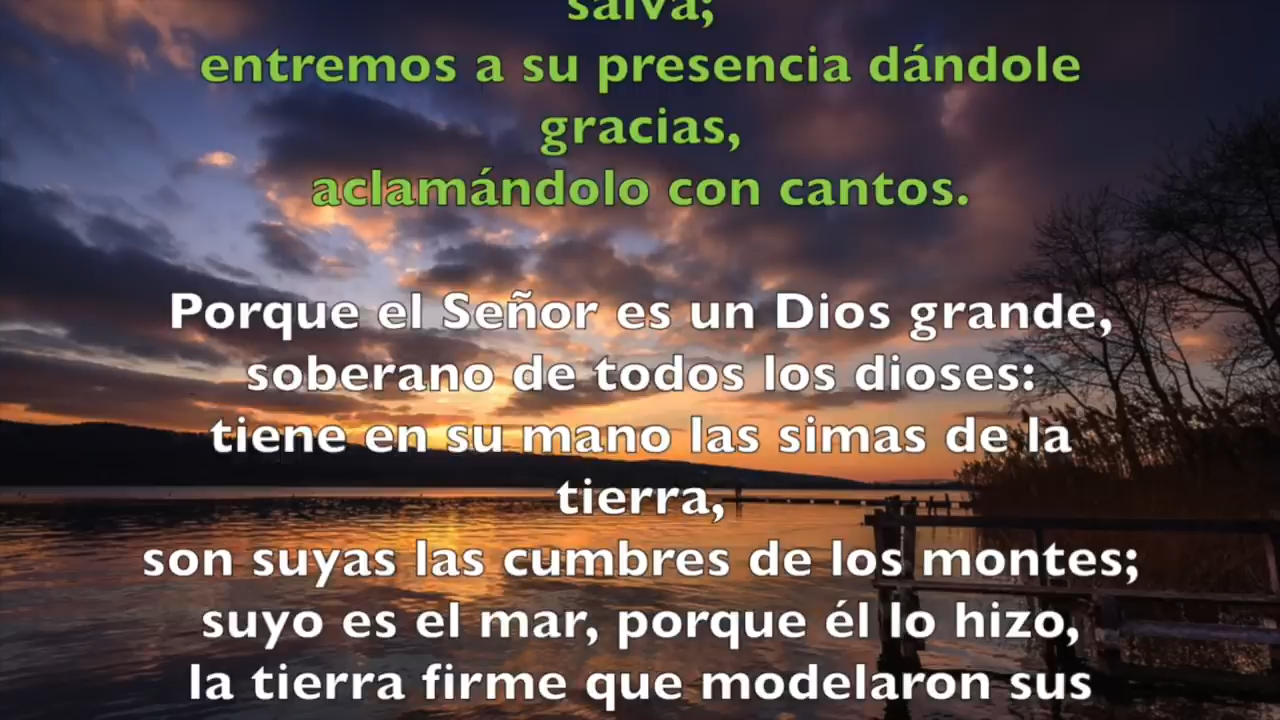 salva;
entremos a su presencia dándole
gracias,
aclamándolo con cantos.
Porque el Señor es un Dios grande,
soberano de todos los dioses:
tiene en su mano las simas de la
tierra,
son suyas las cumbres de los montes;
suyo es el mar, porque él lo hizo,
la tierra firme que modelaron sus